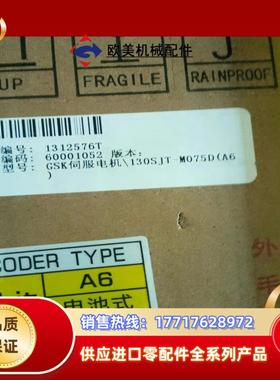 欧美机械配件
UP
FRAGILE
RAINPROOF
编号: 1312576T
编码: 60001052 版本:
型号: GSK伺服电机\130SJT-M075D(A6
)
CODER TYPE
A6
电池式
外
品质
保证
销售热线: 17717628972
供应进口零配件全系列产品